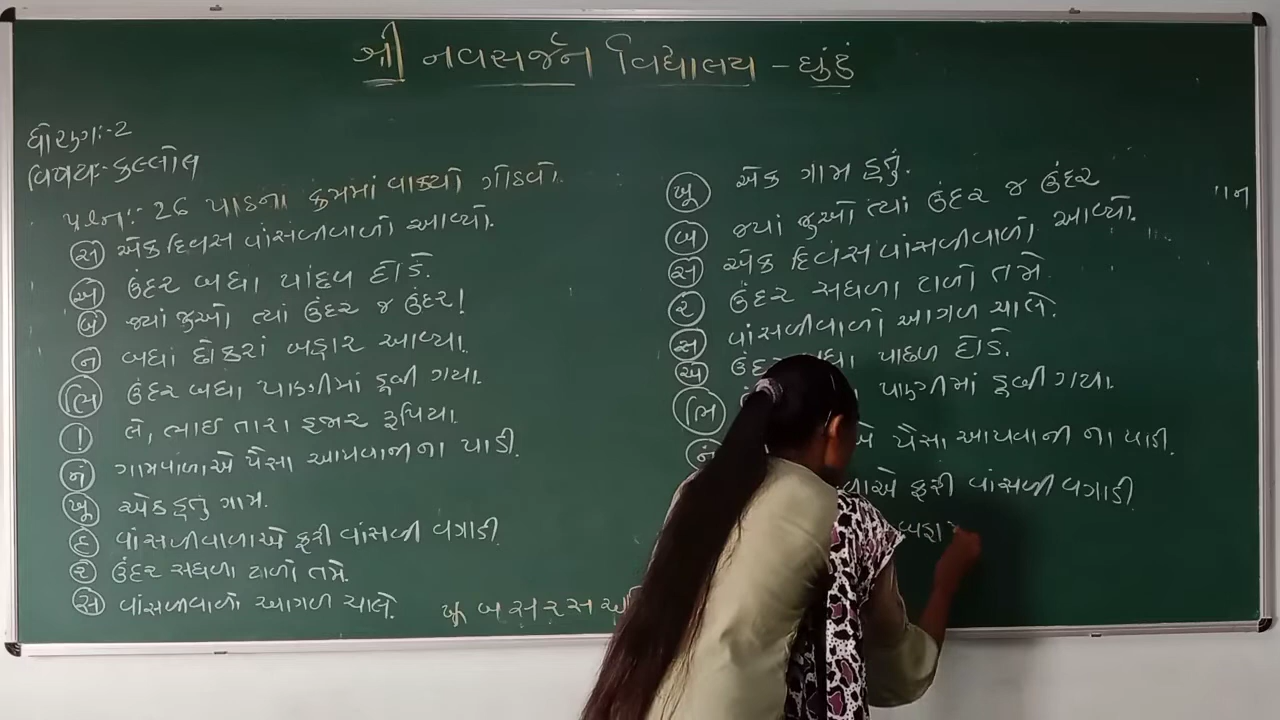 શ્રી નવસર્જન વિદ્યાલય - ઘુંટું
ધોરણ:-2
વિષય:-કલ્લોલ
પ્રશ્ન:- 26 પાઠના ક્રમમાં વાક્યો ગોઠવો.
સ એક દિવસ વાંસળીવાળો આવ્યો.
અ ઉંદર બધા પાછળ દોડે.
બ જ્યાં જુઓ ત્યાં ઉંદર જ ઉંદર!
ન બધાં છોકરાં બહાર આવ્યા.
ભિ ઉંદર બધા પાણીમાં ડૂબી ગયા.
! લે, ભાઈ તારા હજાર રૂપિયા.
નં ગામવાળાએ પૈસા આપવાની ના પાડી.
ખૂ એક હતું ગામ.
દ વાંસળીવાળાએ ફરી વાંસળી વગાડી
ર ઉંદર સઘળા ટાળો તમે.
સ વાંસળીવાળો આગળ ચાલે.
ખૂ બ સ ર સ અ
ખૂ એક ગામ હતું.
બ જ્યાં જુઓ ત્યાં ઉંદર જ ઉંદર
સ એક દિવસ વાંસળીવાળો આવ્યો.
ર ઉંદર સઘળા ટાળો તમે.
સ વાંસળીવાળો આગળ ચાલે.
અ પાછળ દોડે.
ભિ પાણીમાં ડૂબી ગયા.
નં પૈસા આપવાની ના પાડી.
ફરી વાંસળી વગાડી